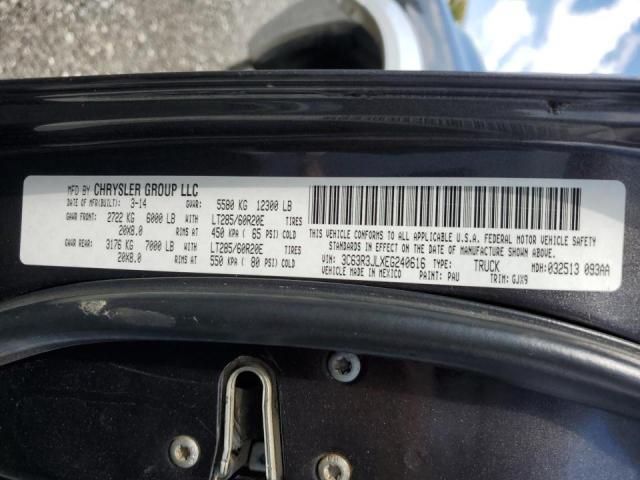 MFD BY CHRYSLER GROUP LLC
DATE OF MFR(BUILT): 3-14 GVWR: 5580 KG 12300 LB
GAWR FRONT: 2722 KG 6000 LB WITH LT285/60R20E TIRES
20X8.0 RIMS AT 450 KPA ( 65 PSI) COLD
GAWR REAR: 3176 KG 7000 LB WITH LT285/60R20E TIRES
20X8.0 RIMS AT 550 KPA ( 80 PSI) COLD
THIS VEHICLE CONFORMS TO ALL APPLICABLE U.S.A. FEDERAL MOTOR VEHICLE SAFETY
STANDARDS IN EFFECT ON THE DATE OF MANUFACTURE SHOWN ABOVE.
VIN: 3C63R3JLXEG240616 TYPE: TRUCK MDH:032513 093AA
VEHICLE MADE IN MEXICO PAINT: PAU TRIM: GJX9